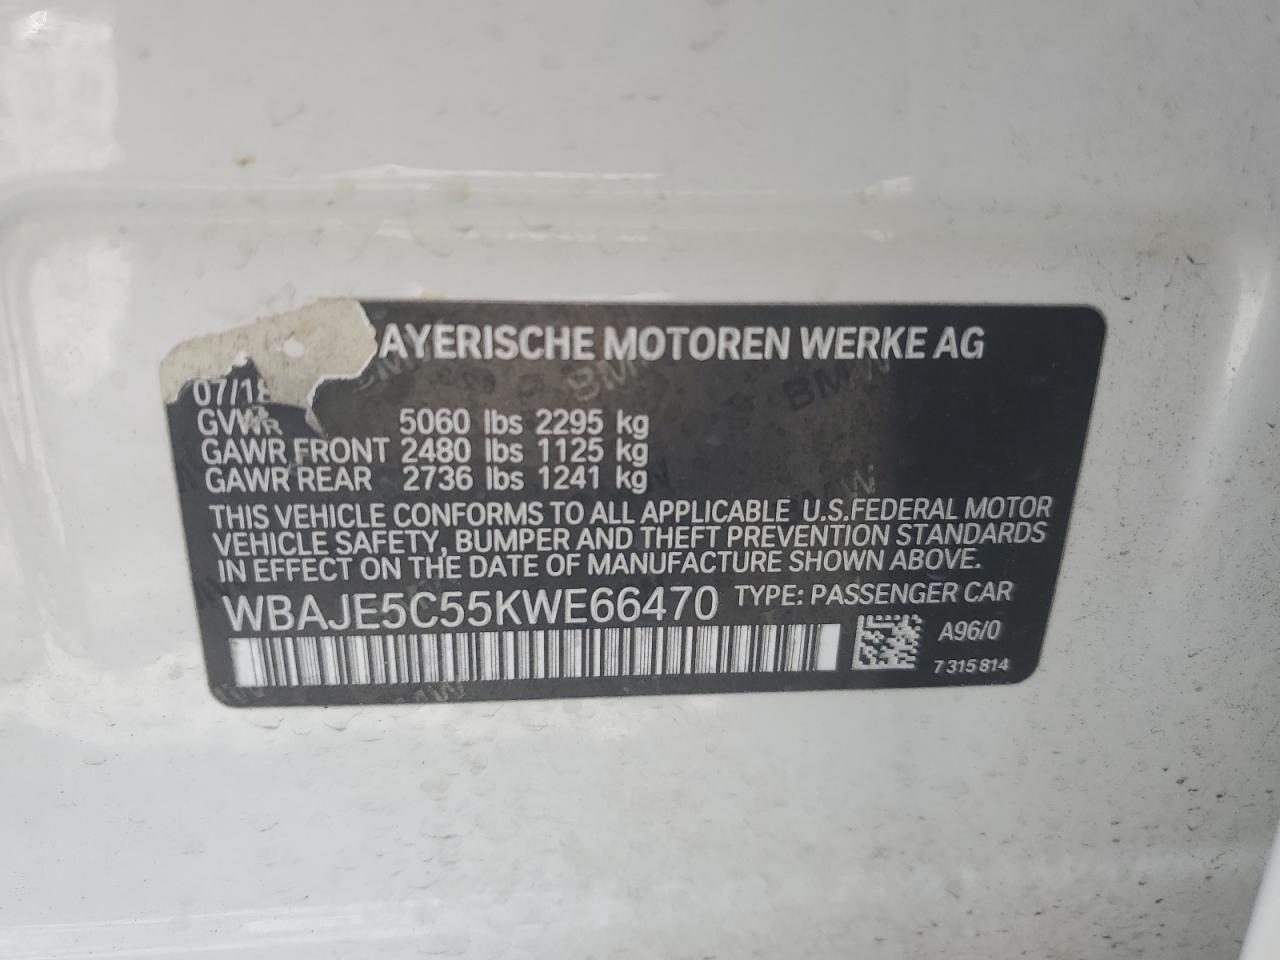 AYERISCHE MOTOREN WERKE AG
07/18
GVWR 5060 lbs 2295 kg
GAWR FRONT 2480 lbs 1125 kg
GAWR REAR 2736 lbs 1241 kg
THIS VEHICLE CONFORMS TO ALL APPLICABLE U.S.FEDERAL MOTOR
VEHICLE SAFETY, BUMPER AND THEFT PREVENTION STANDARDS
IN EFFECT ON THE DATE OF MANUFACTURE SHOWN ABOVE.
WBAJE5C55KWE66470 TYPE: PASSENGER CAR
A96/0
7 315 814